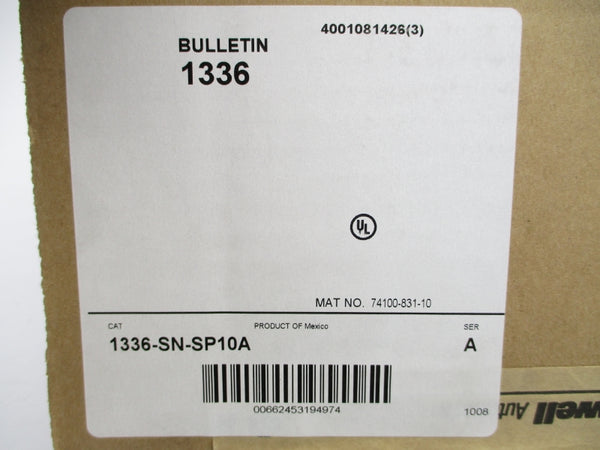 4001081426(3)
BULLETIN
1336
UL
MAT NO. 74100-831-10
CAT
PRODUCT OF Mexico
SER
1336-SN-SP10A
A
00662453194974
1008